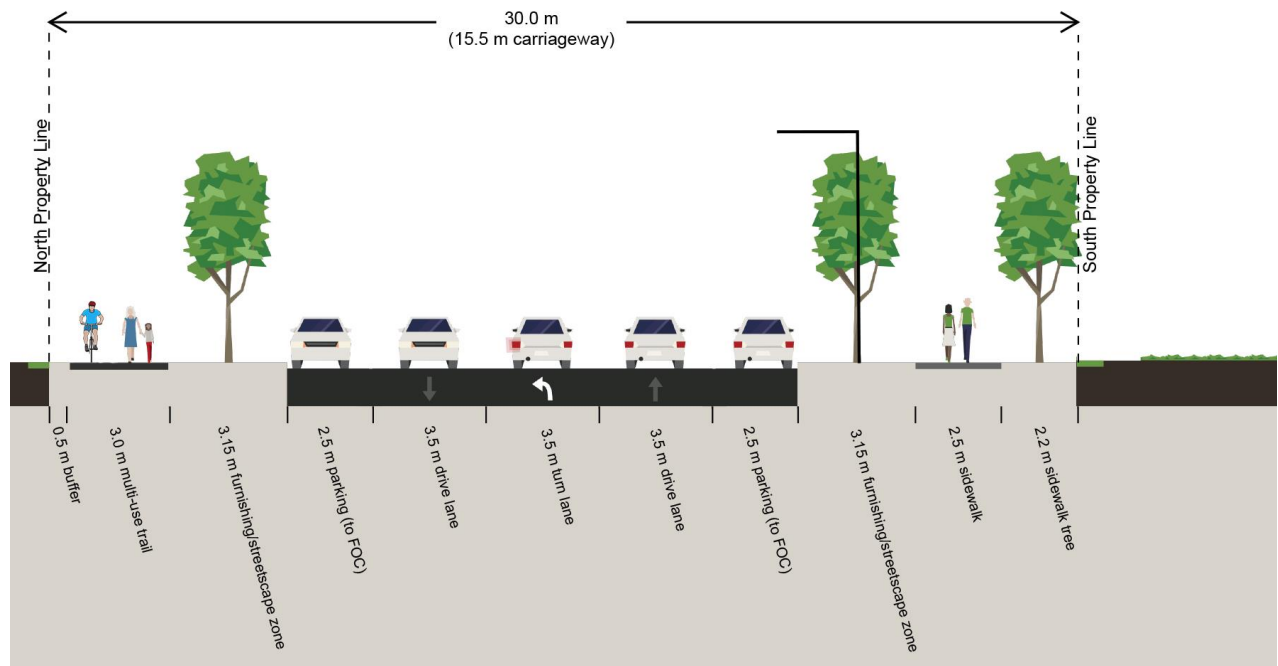 30.0 m
(15.5 m carriageway)
North Property Line
South Property Line
0.5 m buffer
3.0 m multi-use trail
3.15 m furnishing/streetscape zone
2.5 m parking (to FOC)
3.5 m drive lane
3.5 m turn lane
3.5 m drive lane
2.5 m parking (to FOC)
3.15 m furnishing/streetscape zone
2.5 m sidewalk
2.2 m sidewalk tree